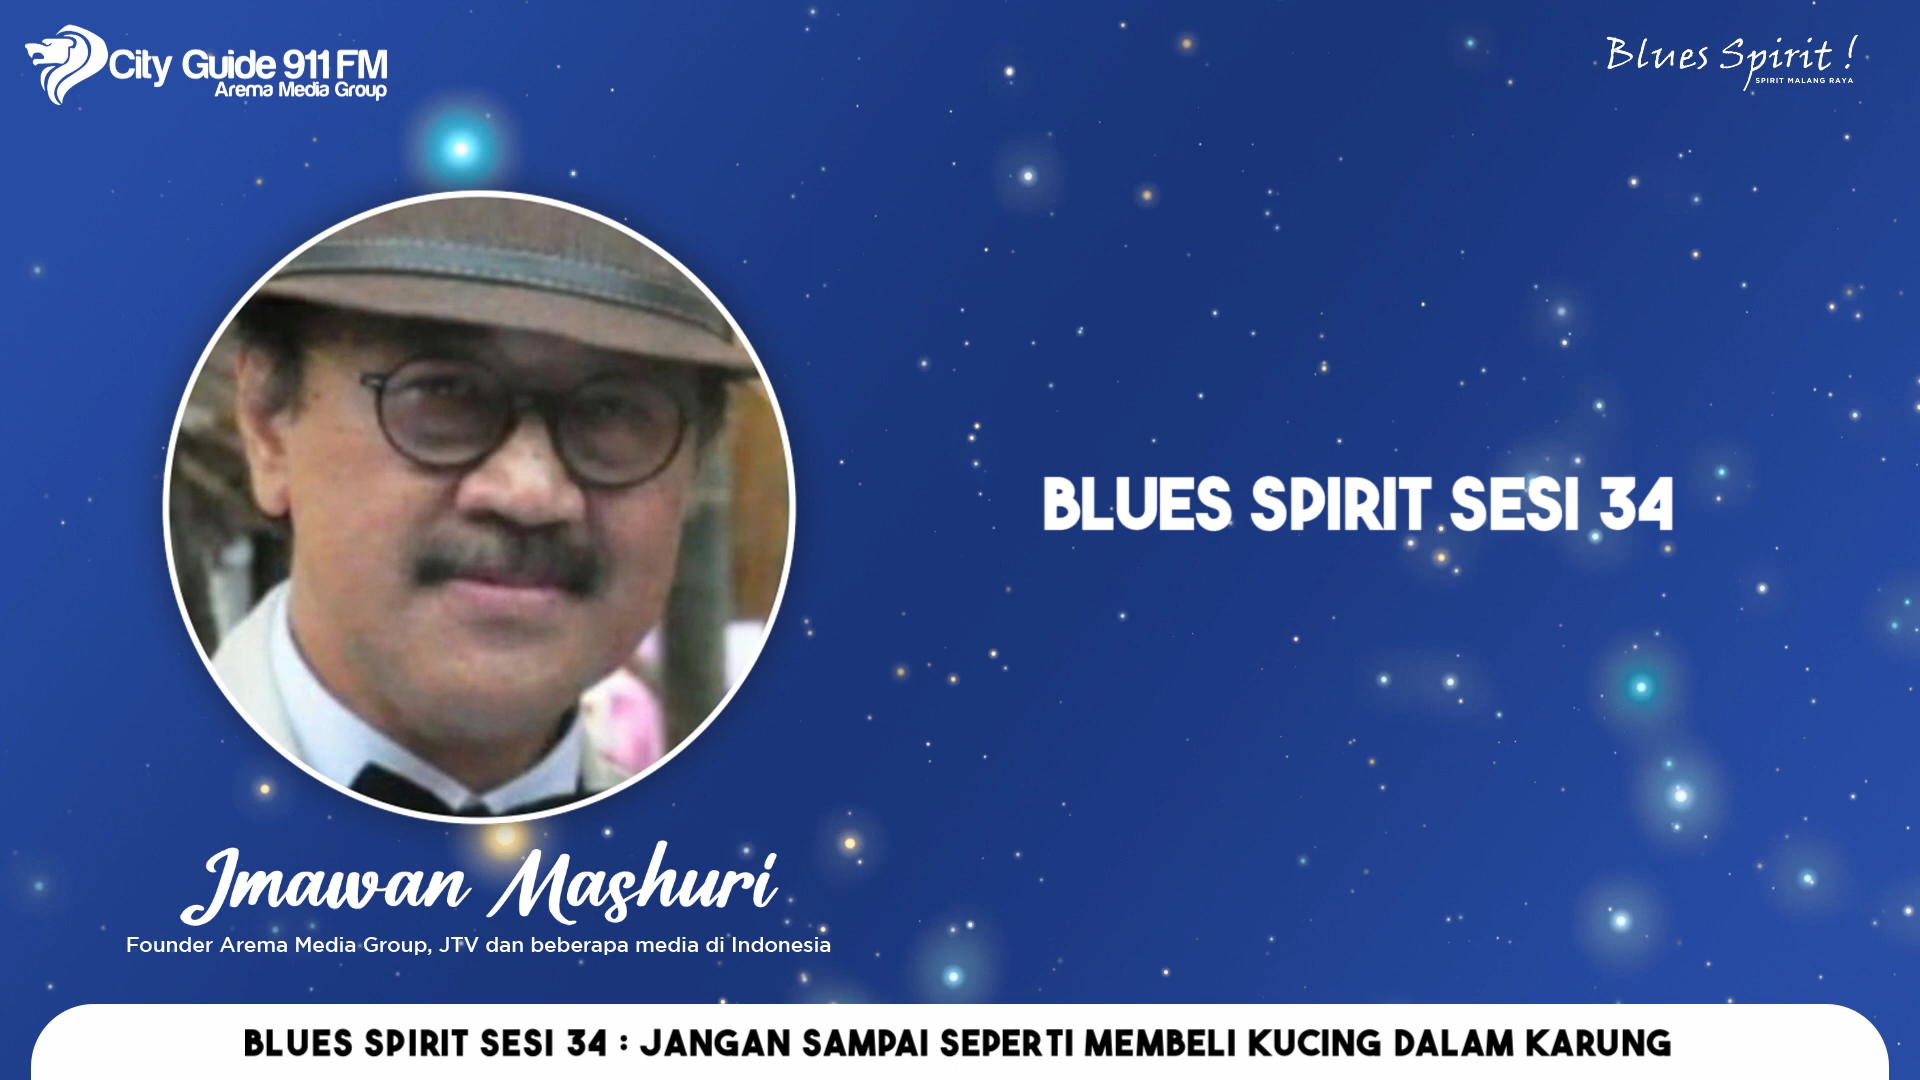 City Guide 911 FM
Arema Media Group
Blues Spirit !
SPIRIT MALANG RAYA
BLUES SPIRIT SESI 34
Imawan Mashuri
Founder Arema Media Group, JTV dan beberapa media di Indonesia
BLUES SPIRIT SESI 34 : JANGAN SAMPAI SEPERTI MEMBELI KUCING DALAM KARUNG